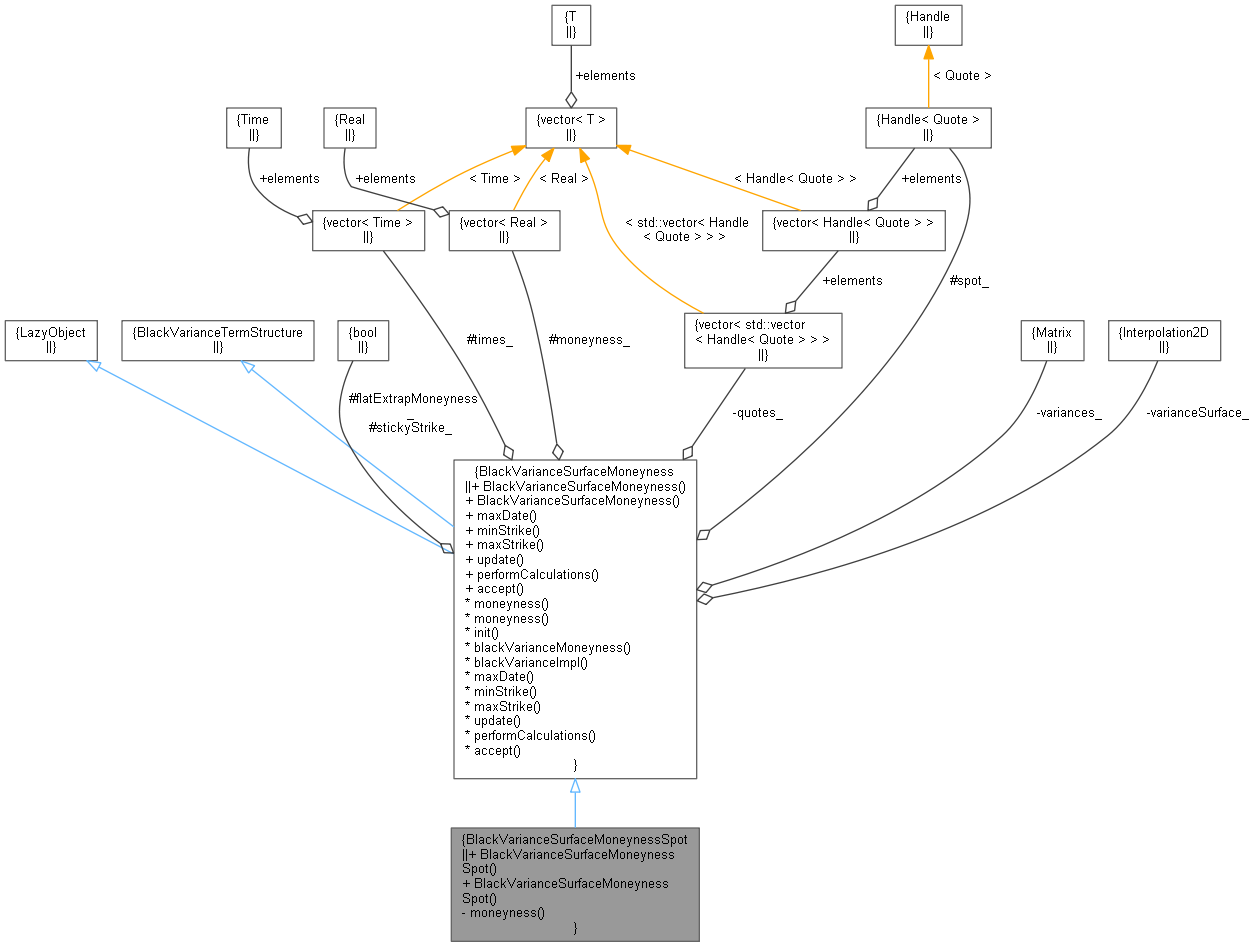 {T
||}
{Handle
||}
+elements
< Quote >
{Time
||}
{Real
||}
{vector< T >
||}
{Handle< Quote >
||}
+elements
+elements
< Time >
< Real >
< Handle< Quote > >
+elements
{vector< Time >
||}
{vector< Real >
||}
< std::vector< Handle
< Quote > > >
{vector< Handle< Quote > >
||}
+elements
#spot_
{LazyObject
||}
{BlackVarianceTermStructure
||}
{bool
||}
#times_
#moneyness_
{vector< std::vector
< Handle< Quote > > >
||}
{Matrix
||}
{Interpolation2D
||}
#flatExtrapMoneyness
_
#stickyStrike_
-quotes_
-variances_
-varianceSurface_
{BlackVarianceSurfaceMoneyness
||+ BlackVarianceSurfaceMoneyness()
+ BlackVarianceSurfaceMoneyness()
+ maxDate()
+ minStrike()
+ maxStrike()
+ update()
+ performCalculations()
+ accept()
* moneyness()
* moneyness()
* init()
* blackVarianceMoneyness()
* blackVarianceImpl()
* maxDate()
* minStrike()
* maxStrike()
* update()
* performCalculations()
* accept()
}
{BlackVarianceSurfaceMoneynessSpot
||+ BlackVarianceSurfaceMoneyness
Spot()
+ BlackVarianceSurfaceMoneyness
Spot()
- moneyness()
}